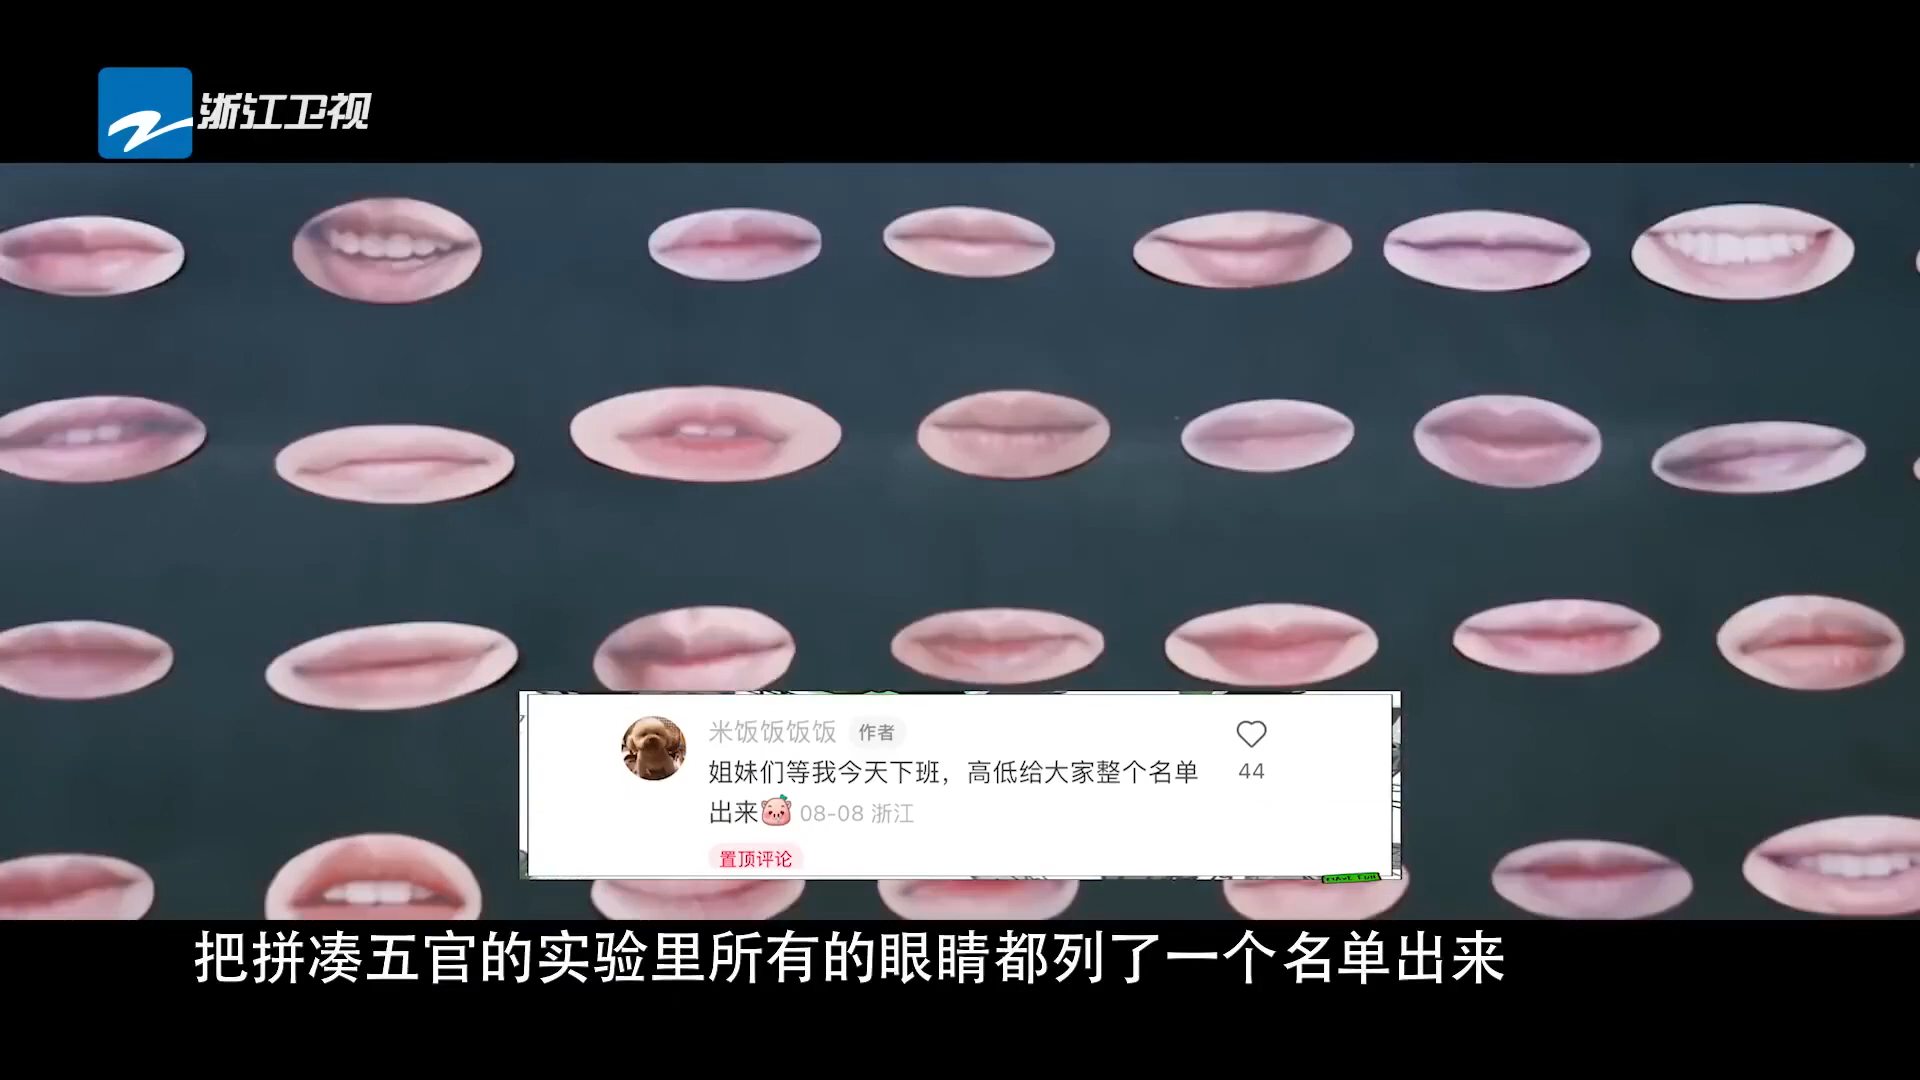 浙江卫视
米饭饭饭饭 作者
姐妹们等我今天下班，高低给大家整个名单
44
出来 08-08 浙江
置顶评论
把拼凑五官的实验里所有的眼睛都列了一个名单出来